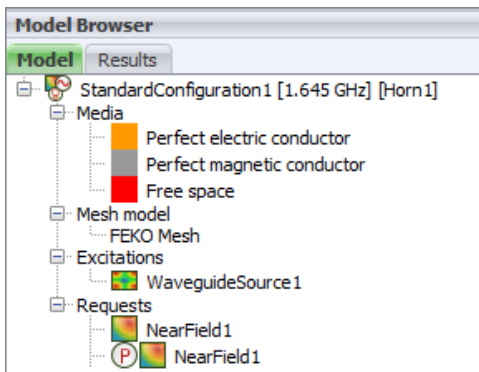 Model Browser
Model Results
StandardConfiguration1 [1.645 GHz] [Horn1]
Media
Perfect electric conductor
Perfect magnetic conductor
Free space
Mesh model
FEKO Mesh
Excitations
WaveguideSource1
Requests
NearField1
P NearField1